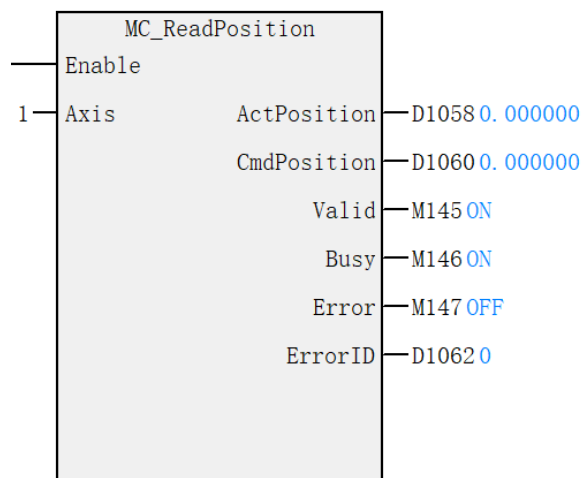 MC_ReadPosition
Enable
1 Axis ActPosition D1058 0.000000
CmdPosition D1060 0.000000
Valid M145 ON
Busy M146 ON
Error M147 OFF
ErrorID D1062 0